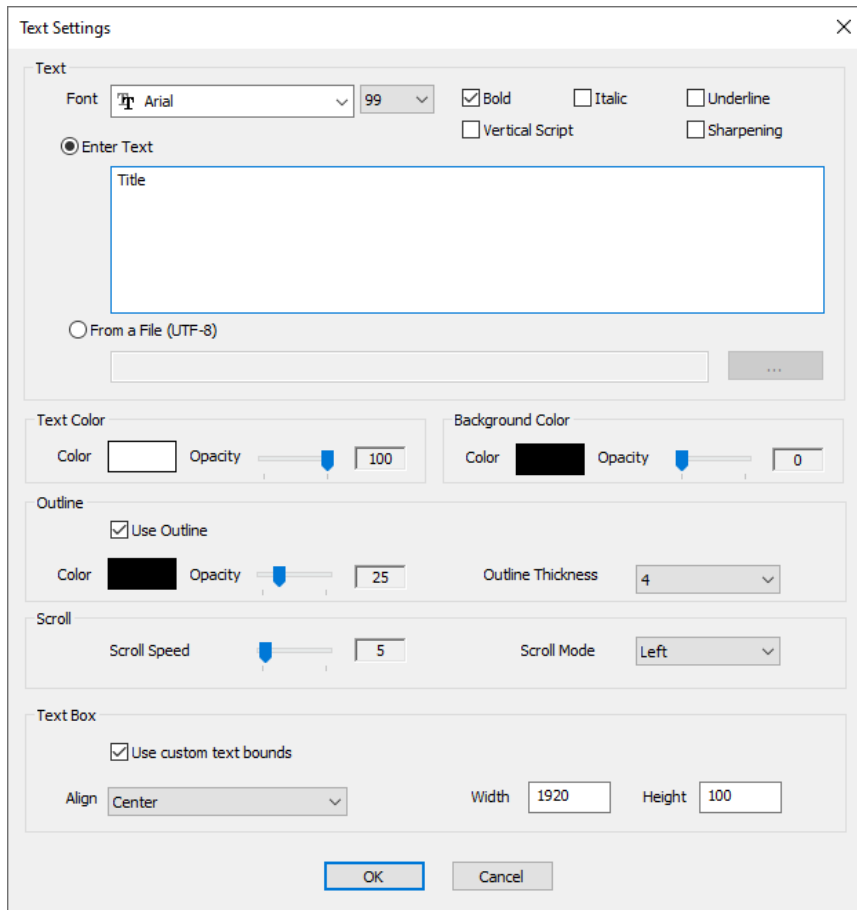 Text Settings
Text
Font Arial 99 Bold Italic Underline
Vertical Script Sharpening
Enter Text
Title
From a File (UTF-8)
...
Text Color Background Color
Color Opacity 100 Color Opacity 0
Outline
Use Outline
Color Opacity 25 Outline Thickness 4
Scroll
Scroll Speed 5 Scroll Mode Left
Text Box
Use custom text bounds
Align Center Width 1920 Height 100
OK Cancel